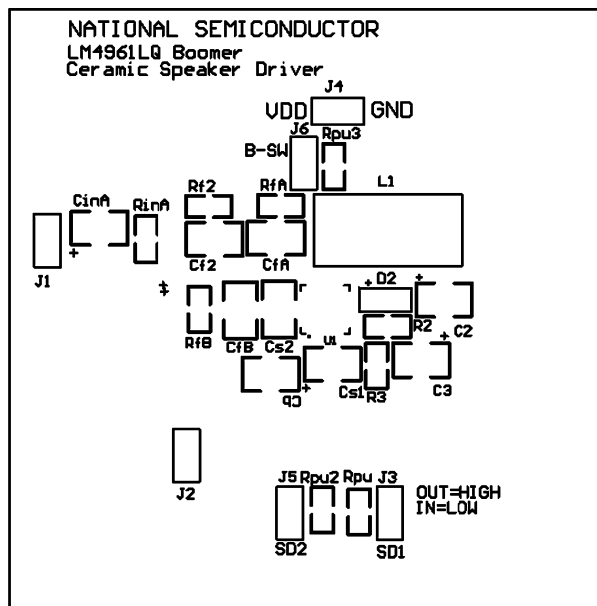 NATIONAL SEMICONDUCTOR
LM4961LQ Boomer
Ceramic Speaker Driver
J4
VDD GND
J6 Rpu3
B-SW
L1
Rf2 RfA
CinA RinA
+
Cf2 CfA
J1
+ D2 +
R2 C2
RfB CfB Cs2 U1 +
Cb + Cs1 R3 C3
J2
J5 Rpu2 Rpu J3
OUT=HIGH
IN=LOW
SD2 SD1